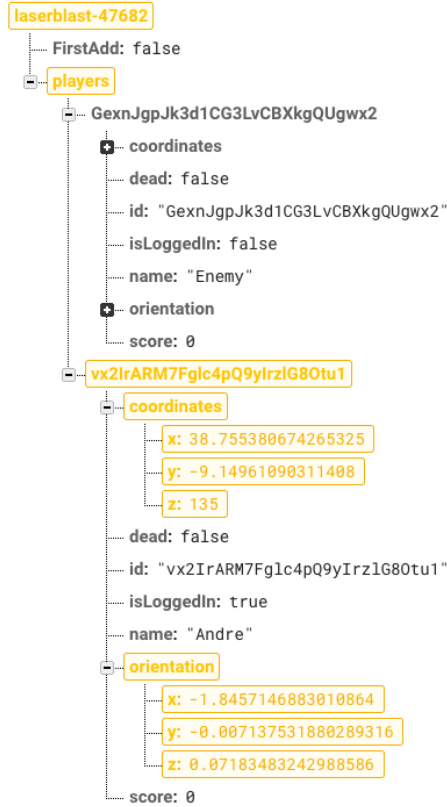 laserblast-47682
FirstAdd: false
players
GexnJgpJk3d1CG3LvCBXkgQUgwx2
coordinates
dead: false
id: "GexnJgpJk3d1CG3LvCBXkgQUgwx2"
isLoggedIn: false
name: "Enemy"
orientation
score: 0
vx2IrARM7Fglc4pQ9yIrzlG8Otu1
coordinates
x: 38.755380674265325
y: -9.14961090311408
z: 135
dead: false
id: "vx2IrARM7Fglc4pQ9yIrzlG8Otu1"
isLoggedIn: true
name: "Andre"
orientation
x: -1.8457146883010864
y: -0.007137531880289316
z: 0.07183483242988586
score: 0